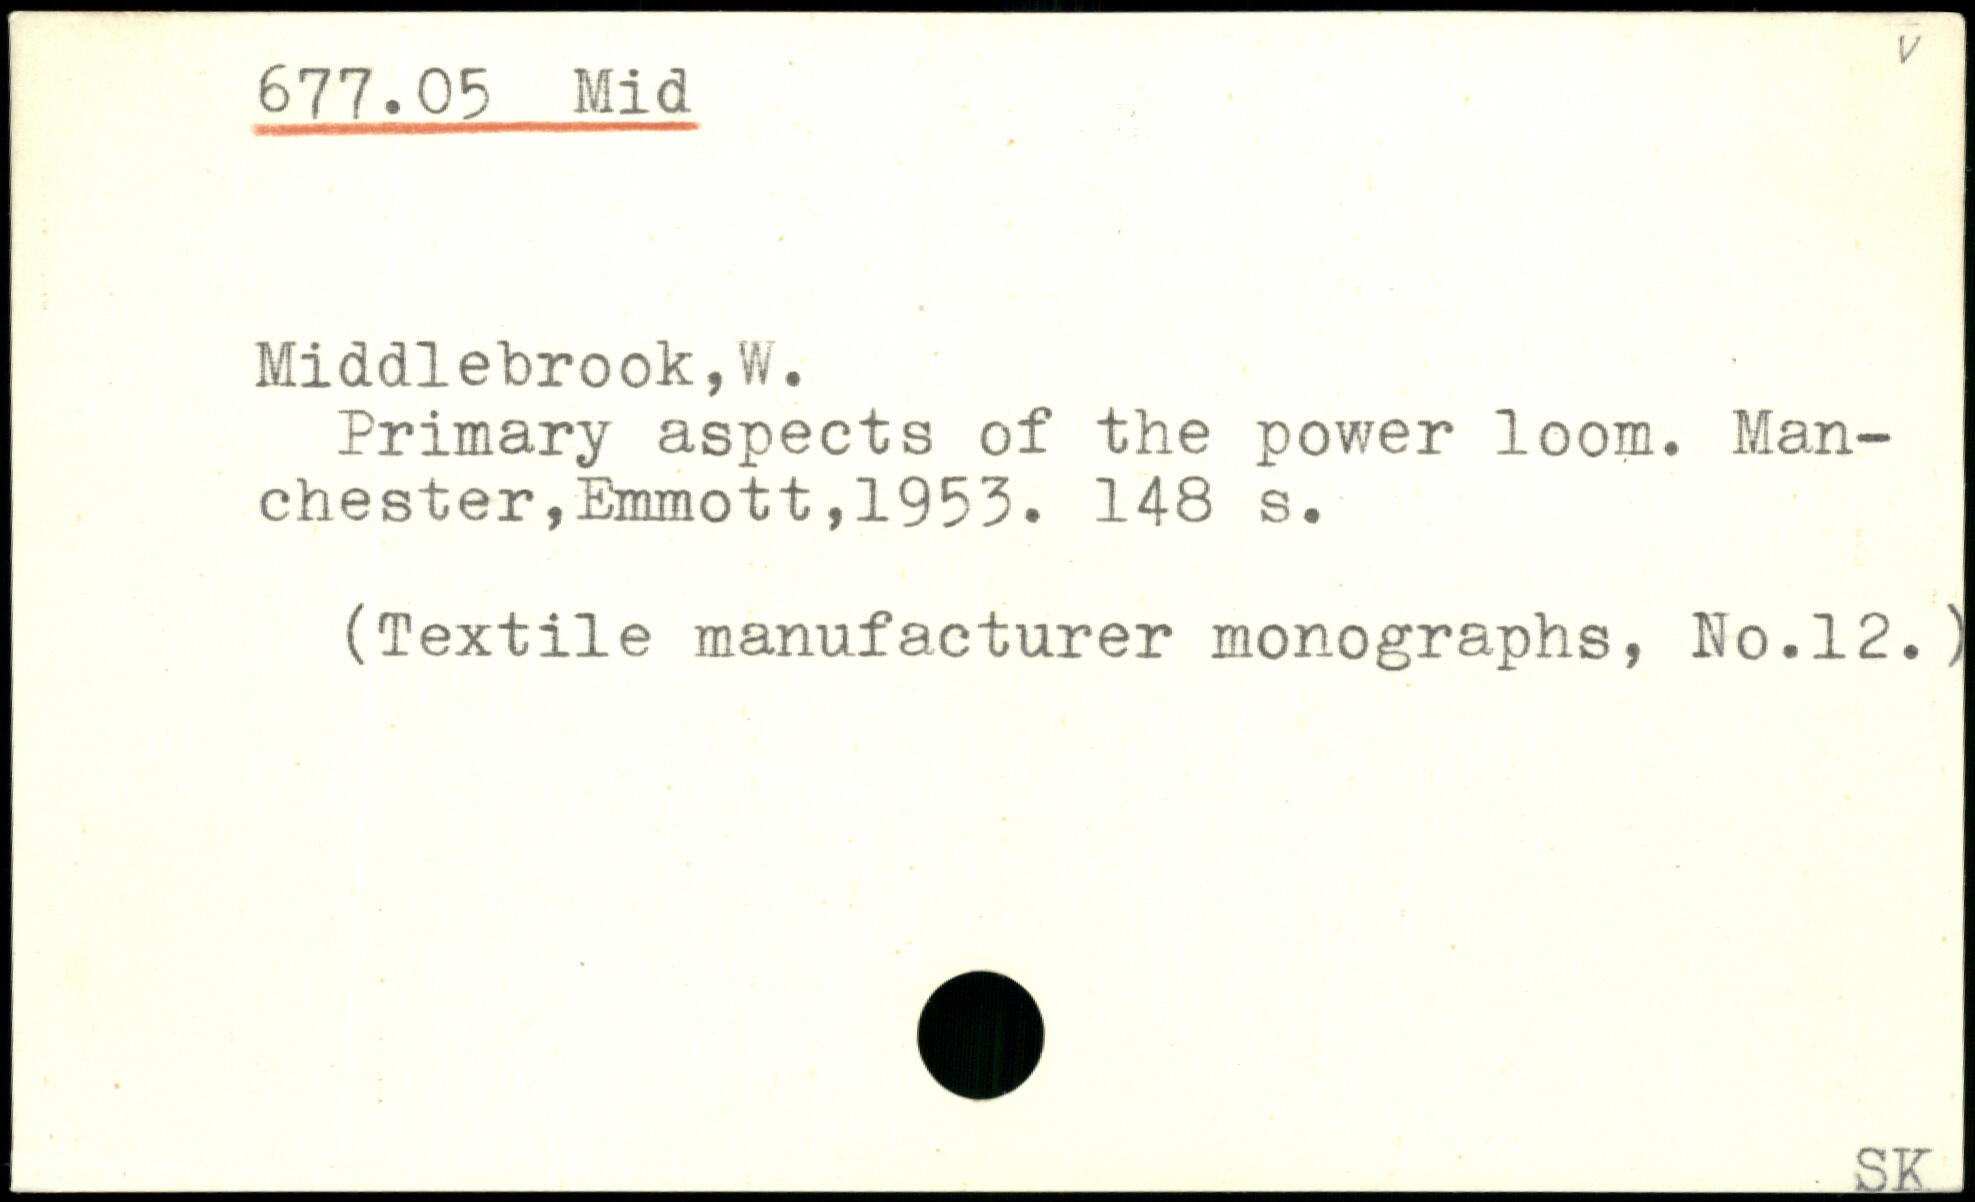 v
677.05 Mid
Middlebrook,W.
Primary aspects of the power loom. Man-
chester,Emmott,1953. 148 s.
(Textile manufacturer monographs, No.12.)
SK